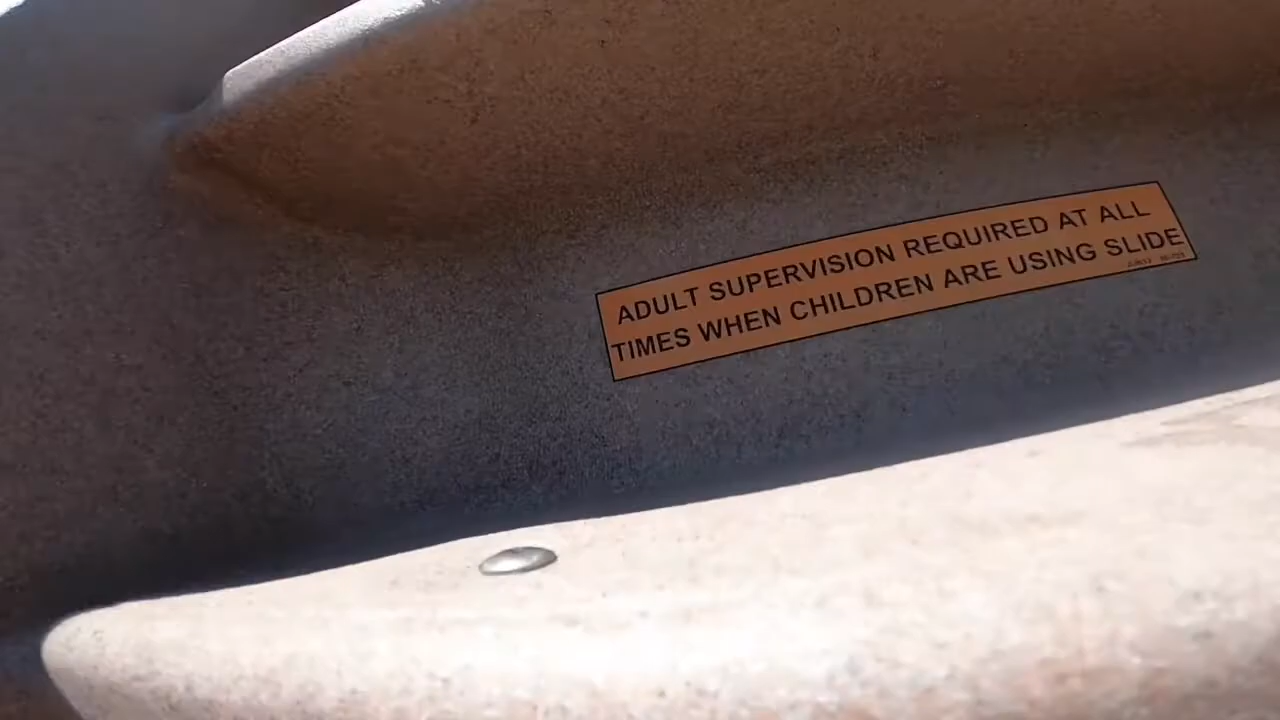 ADULT SUPERVISION REQUIRED AT ALL
TIMES WHEN CHILDREN ARE USING SLIDE